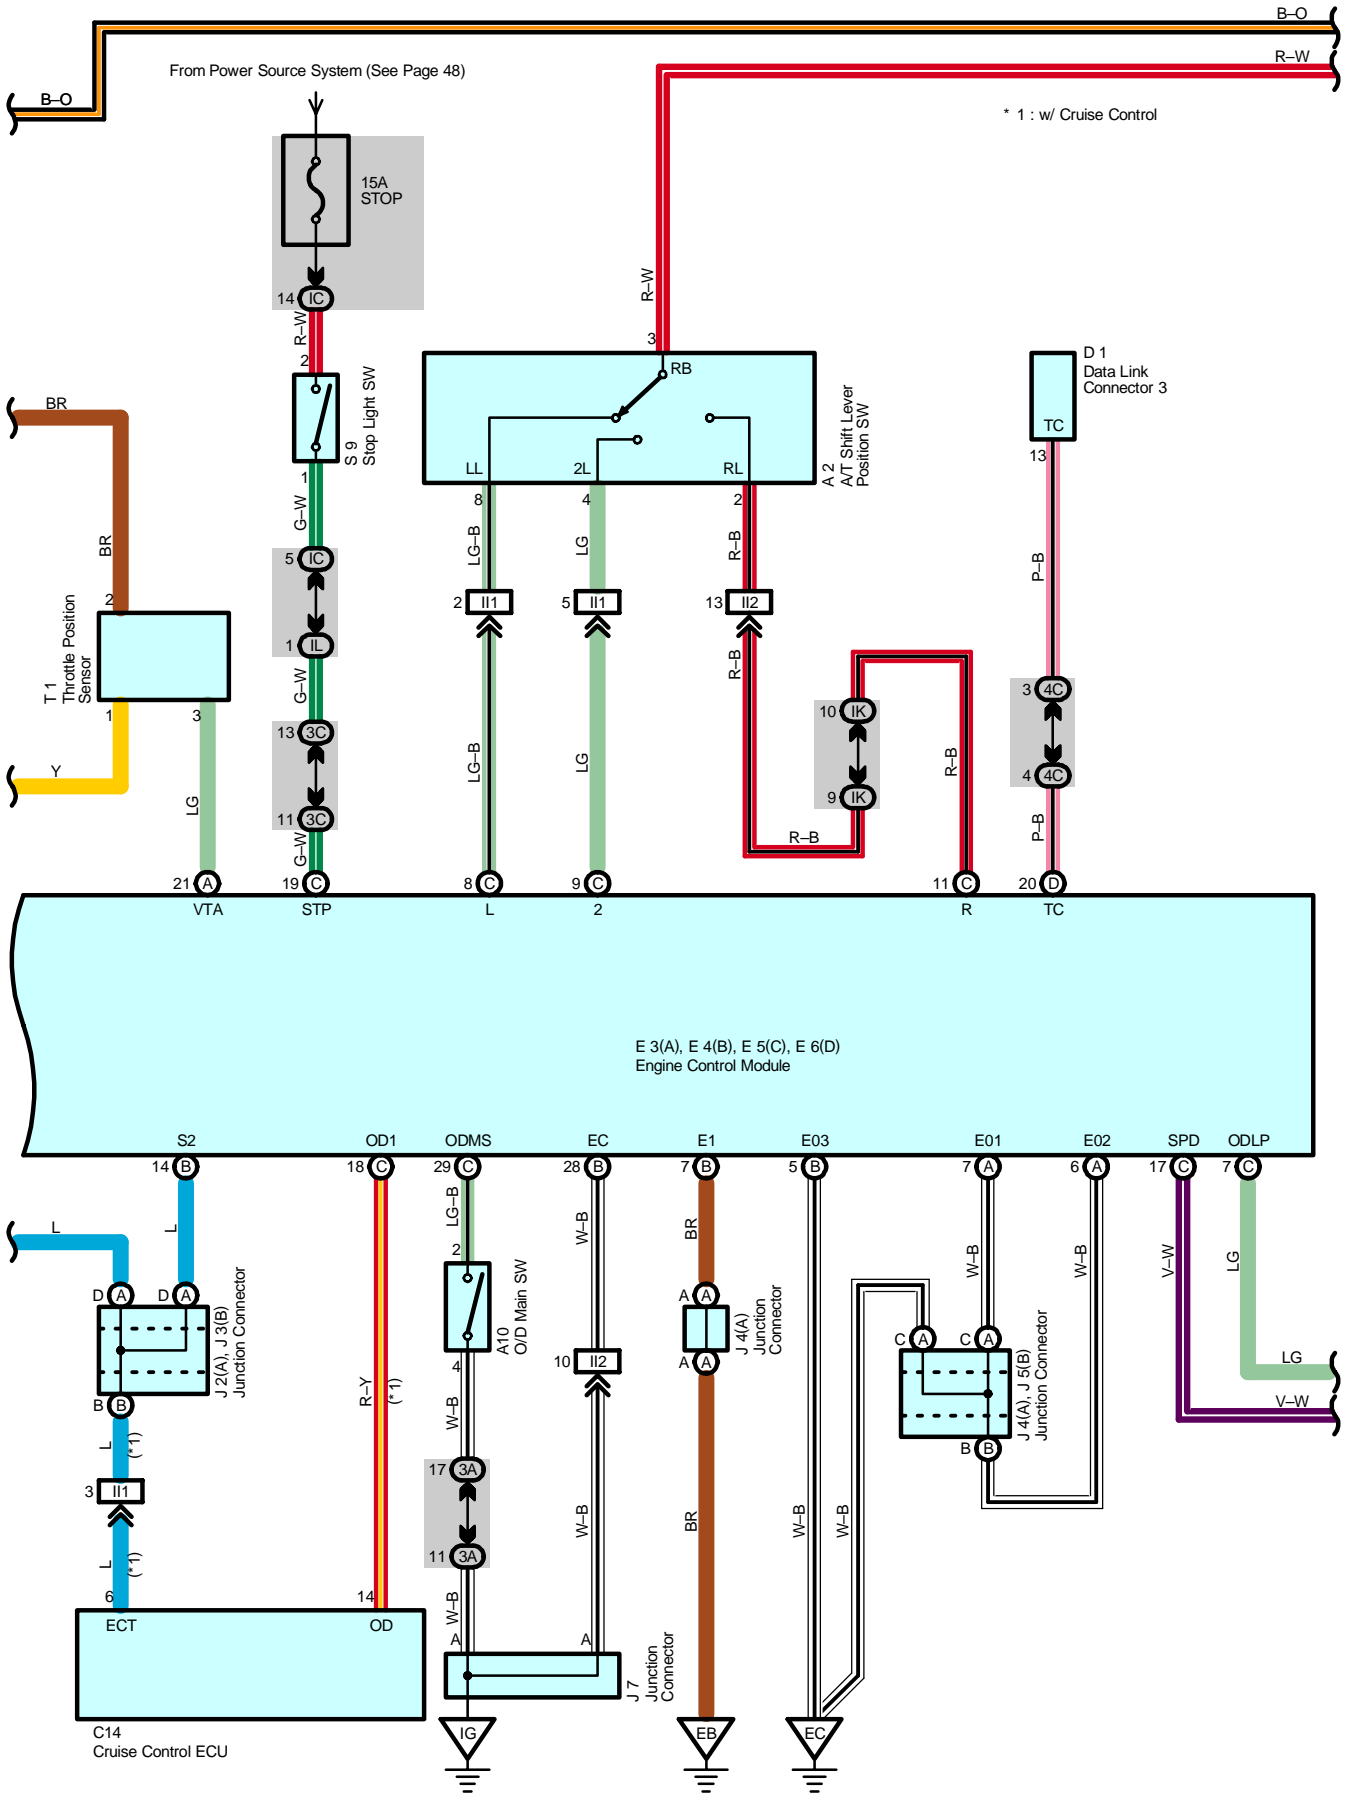 B–O
R–W
B–O
From Power Source System (See Page 48)
* 1 : w/ Cruise Control
15A
STOP
14 IC
R–W
2
S 9
Stop Light SW
1
G–W
5 IC
1 IL
G–W
13 3C
11 3C
G–W
19 C
STP
R–W
3
RB
LL
2L
RL
A 2
A/T Shift Lever
Position SW
8
4
2
LG–B
LG
R–B
2 II1
5 II1
13 II2
R–B
LG–B
LG
R–B
10 IK
9 IK
R–B
8 C
L
9 C
2
11 C
R
D 1
Data Link
Connector 3
TC
13
P–B
3 4C
4 4C
P–B
20 D
TC
BR
BR
2
T 1
Throttle Position
Sensor
1
3
Y
LG
21 A
VTA
E 3(A), E 4(B), E 5(C), E 6(D)
Engine Control Module
S2
OD1
ODMS
EC
E1
E03
E01
E02
SPD
ODLP
14 B
18 C
29 C
28 B
7 B
5 B
7 A
6 A
17 C
7 C
L
L
D A
D A
J 2(A), J 3(B)
Junction Connector
B B
L
(* 1)
3 II1
L
(* 1)
6
ECT
R–Y
(* 1)
14
OD
C14
Cruise Control ECU
LG–B
2
A10
O/D Main SW
4
W–B
17 3A
11 3A
W–B
A
W–B
10 II2
W–B
A
J 7
Junction
Connector
IG
BR
A A
J 4(A)
Junction
Connector
A A
BR
EB
W–B
W–B
EC
W–B
W–B
C A
C A
J 4(A), J 5(B)
Junction Connector
B B
V–W
LG
LG
V–W